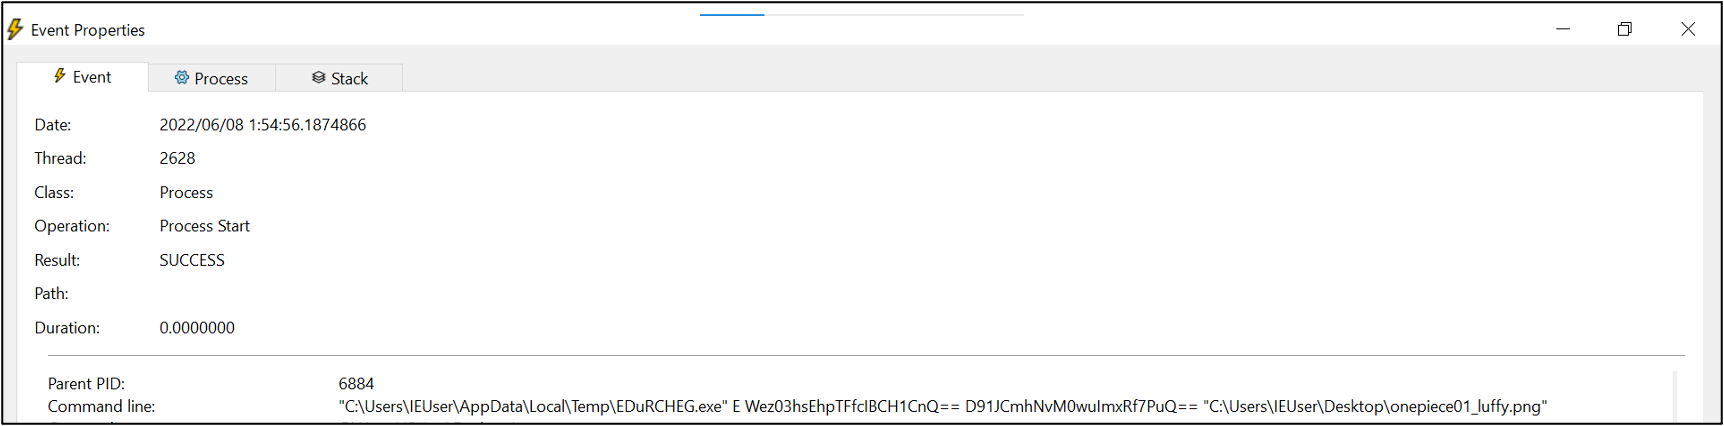 Event Properties
Event Process Stack
Date: 2022/06/08 1:54:56.1874866
Thread: 2628
Class: Process
Operation: Process Start
Result: SUCCESS
Path:
Duration: 0.0000000
Parent PID: 6884
Command line: "C:\Users\IEUser\AppData\Local\Temp\EDuRCHEG.exe" E Wez03hsEhpTFfcIBCH1CnQ== D91JCmhNvM0wuImxRf7PuQ== "C:\Users\IEUser\Desktop\onepiece01_luffy.png"